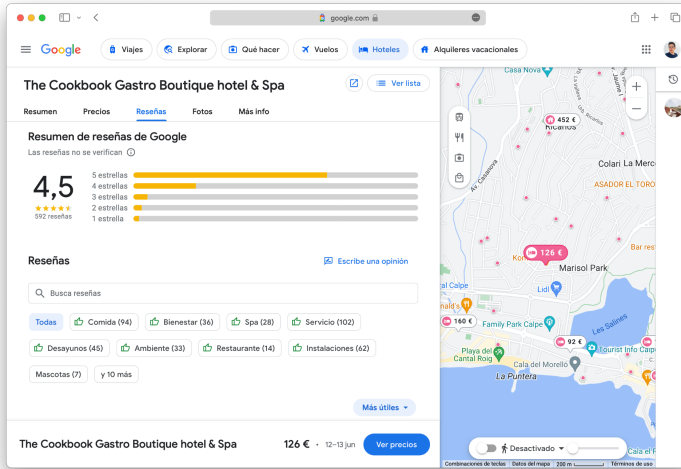 google.com
Google
Viajes
Explorar
Qué hacer
Vuelos
Hoteles
Alquileres vacacionales
The Cookbook Gastro Boutique hotel & Spa
Ver lista
Resumen
Precios
Reseñas
Fotos
Más info
Resumen de reseñas de Google
Las reseñas no se verifican
4,5
592 reseñas
5 estrellas
4 estrellas
3 estrellas
2 estrellas
1 estrella
Reseñas
Escribe una opinión
Busca reseñas
Todas
Comida (94)
Bienestar (36)
Spa (28)
Servicio (102)
Desayunos (45)
Ambiente (33)
Restaurante (14)
Instalaciones (62)
Mascotas (7)
y 10 más
Más útiles
The Cookbook Gastro Boutique hotel & Spa
126 €
12–13 jun
Ver precios
Casa Nova
452 €
Ricanos
Av. Casanova
Colari La Merc
ASADOR EL TORO
126 €
Marisol Park
Bar res
Lidl
160 €
Family Park Calpe
Les Salines
92 €
Tourist Info Calp
Playa del
Cantal Roig
Cala del Morelló
La Puntera
Desactivado
Combinaciones de teclas
Datos del mapa
200 m
Términos de uso